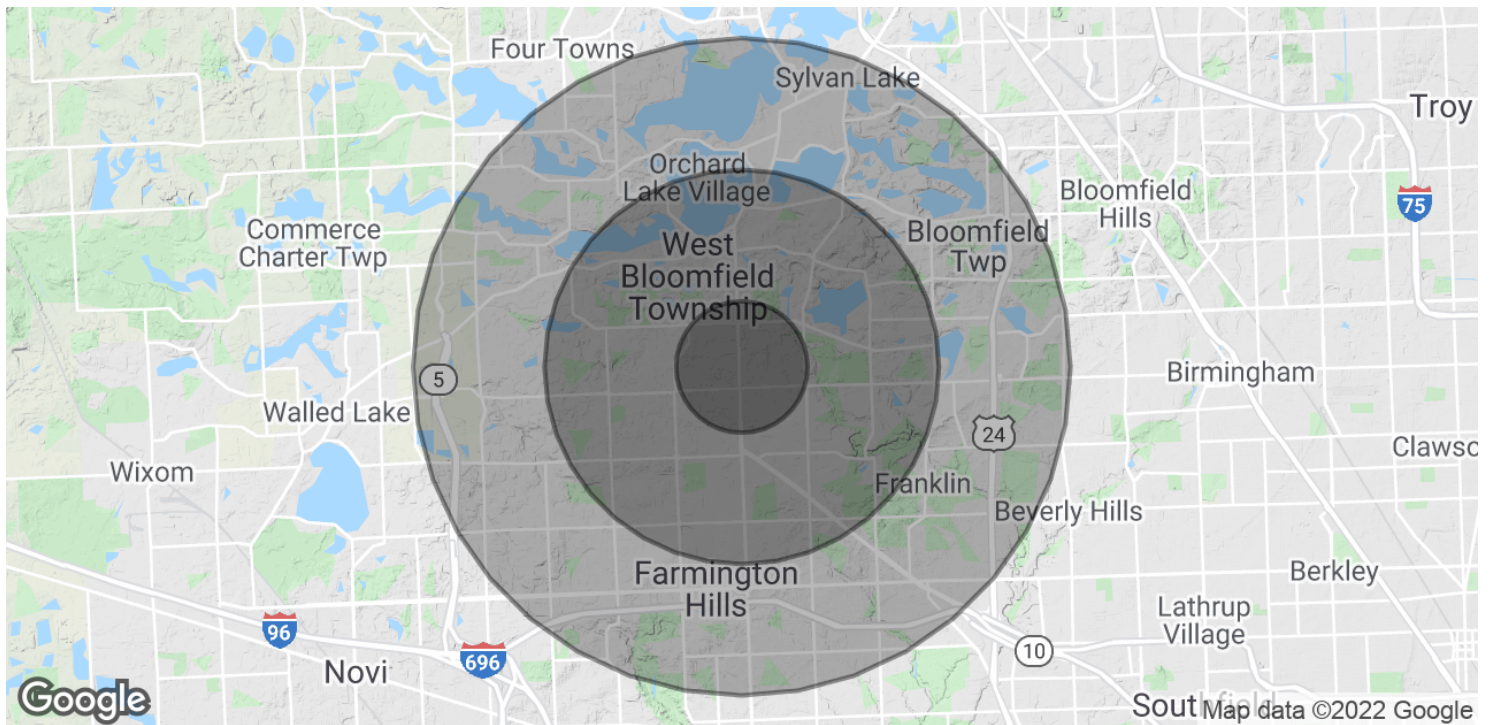 Four Towns
Sylvan Lake
Troy
Orchard
Lake Village
Bloomfield
Hills
75
Commerce
Charter Twp
West
Bloomfield
Township
Bloomfield
Twp
5
Birmingham
Walled Lake
24
Clawsc
Wixom
Franklin
Beverly Hills
Farmington
Hills
Berkley
96
Lathrup
Village
696
10
Novi
Google
Southfield
Map data ©2022 Google